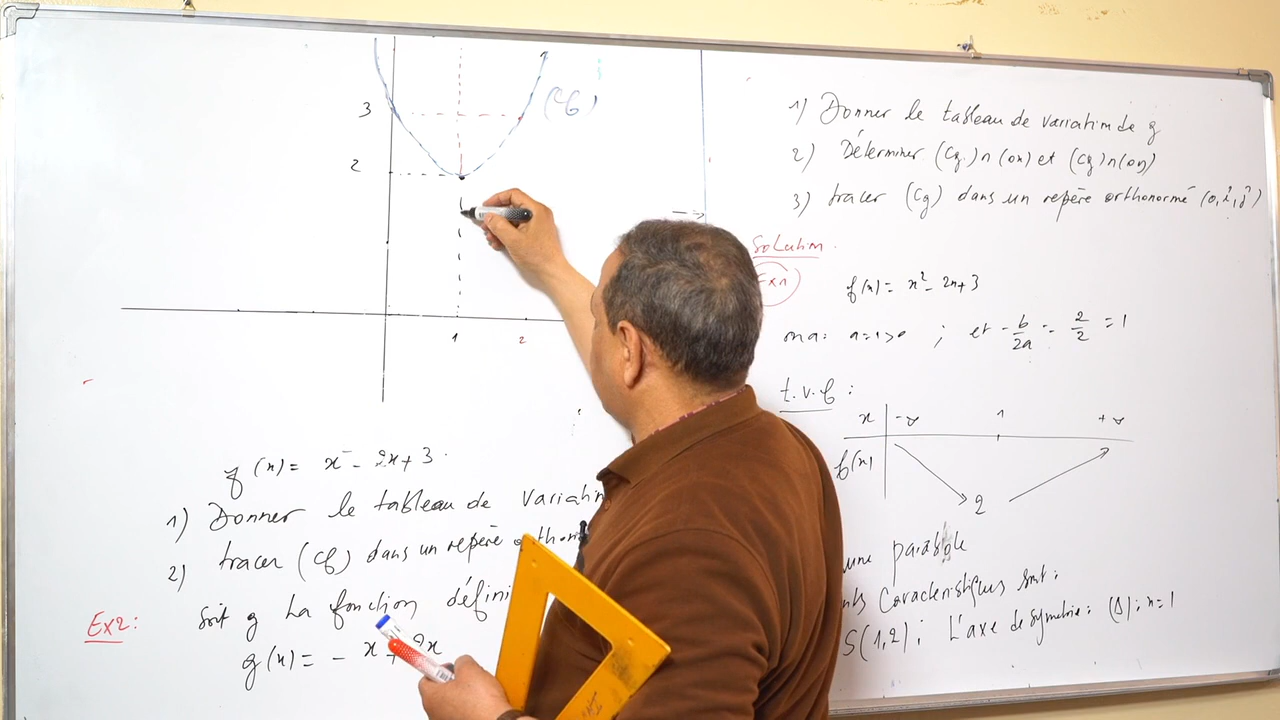 3
(Cf)
2
1 2
f(x) = x² - 2x + 3.
1) Donner le tableau de variation
2) tracer (Cf) dans un repère
Ex2: soit g la fonction
g(x) = - x² + 2x
1) Donner le tableau de variation de g
2) Déterminer (Cg) ∩ (ox) et (Cg) ∩ (oy)
3) tracer (Cg) dans un repère orthonormé (o, i, j)
Solution.
Ex1
f(x) = x² - 2x + 3
on a: a = 1 > 0 ; et - b/2a = 2/2 = 1
t.v.f :
x -∞ 1 +∞
f(x)
2
une parabole
caractéristiques sont:
S(1,2) ; L'axe de symetrie: (Δ): x = 1